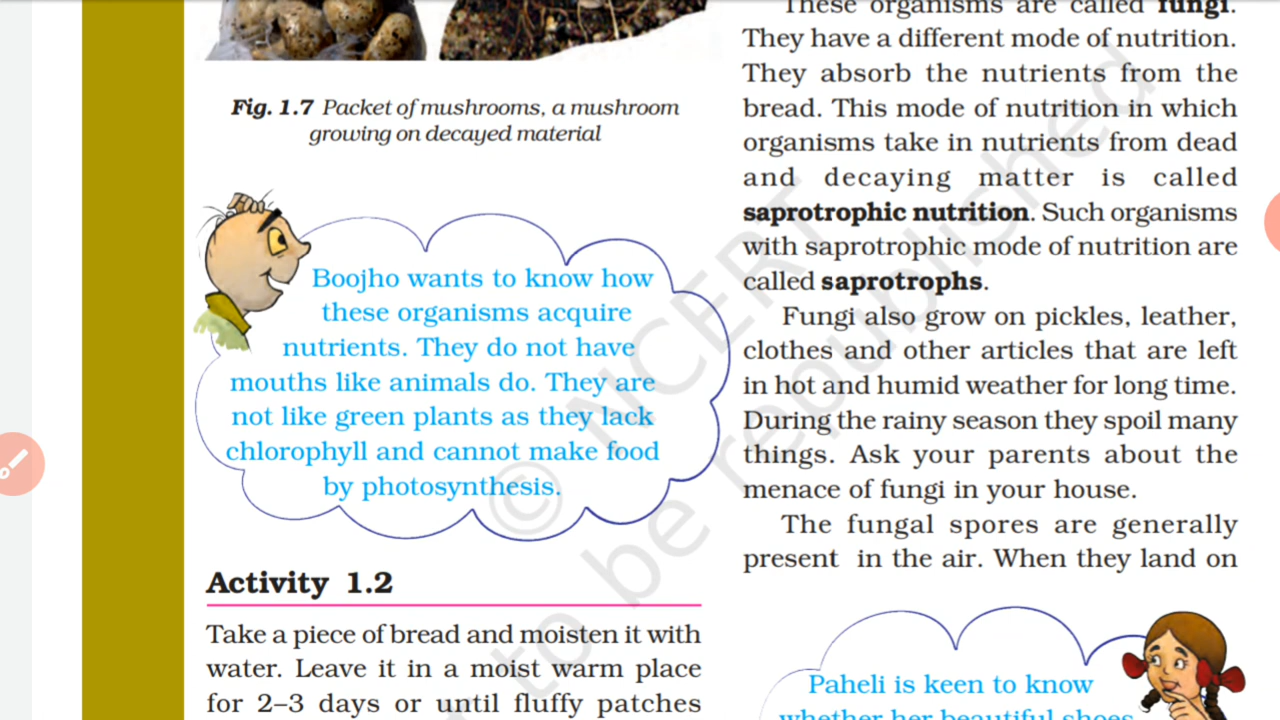 Fig. 1.7 Packet of mushrooms, a mushroom
growing on decayed material
Boojho wants to know how
these organisms acquire
nutrients. They do not have
mouths like animals do. They are
not like green plants as they lack
chlorophyll and cannot make food
by photosynthesis.
Activity 1.2
Take a piece of bread and moisten it with
water. Leave it in a moist warm place
for 2–3 days or until fluffy patches
These organisms are called fungi.
They have a different mode of nutrition.
They absorb the nutrients from the
bread. This mode of nutrition in which
organisms take in nutrients from dead
and decaying matter is called
saprotrophic nutrition. Such organisms
with saprotrophic mode of nutrition are
called saprotrophs.
Fungi also grow on pickles, leather,
clothes and other articles that are left
in hot and humid weather for long time.
During the rainy season they spoil many
things. Ask your parents about the
menace of fungi in your house.
The fungal spores are generally
present in the air. When they land on
Paheli is keen to know
whether her beautiful shoes,
© NCERT
to be republished